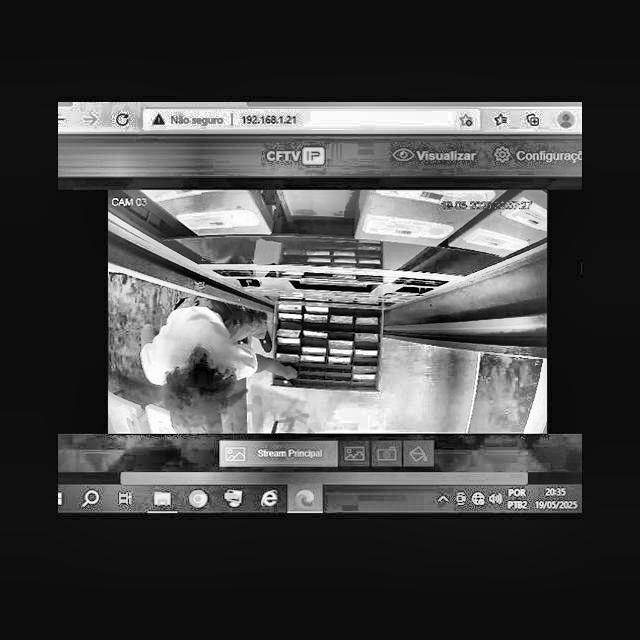 Não seguro | 192.168.1.21
CFTV IP
Visualizar
Configuraçõ
CAM 03
Stream Principal
POR
PTB2
20:35
19/05/2025